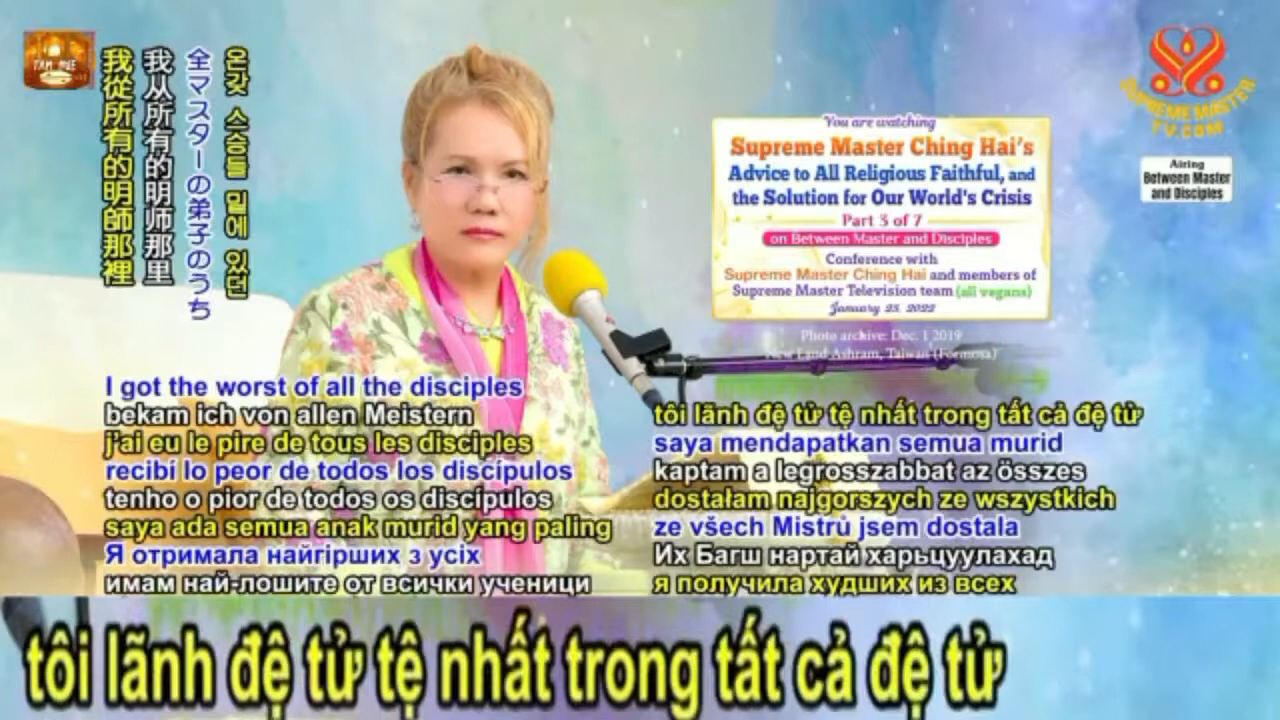 TAM HUE
我從所有的明師那裡
我从所有的明师那里
全マスターの弟子のうち
온갖 스승들 밑에 있던
SUPREME MASTER
TV.COM
Airing
Between Master
and Disciples
You are watching
Supreme Master Ching Hai's
Advice to All Religious Faithful, and
the Solution for Our World's Crisis
Part 3 of 7
on Between Master and Disciples
Conference with
Supreme Master Ching Hai and members of
Supreme Master Television team (all vegans)
January 25, 2022
Photo archive: Dec. 1 2019
New Land Ashram, Taiwan (Formosa)
I got the worst of all the disciples
bekam ich von allen Meistern
j'ai eu le pire de tous les disciples
recibí lo peor de todos los discípulos
tenho o pior de todos os discípulos
saya ada semua anak murid yang paling
Я отримала найгірших з усіх
имам най-лошите от всички ученици
tôi lãnh đệ tử tệ nhất trong tất cả đệ tử
saya mendapatkan semua murid
kaptam a legrosszabbat az összes
dostałam najgorszych ze wszystkich
ze všech Mistrů jsem dostala
Их Багш нартай харьцуулахад
я получила худших из всех
tôi lãnh đệ tử tệ nhất trong tất cả đệ tử